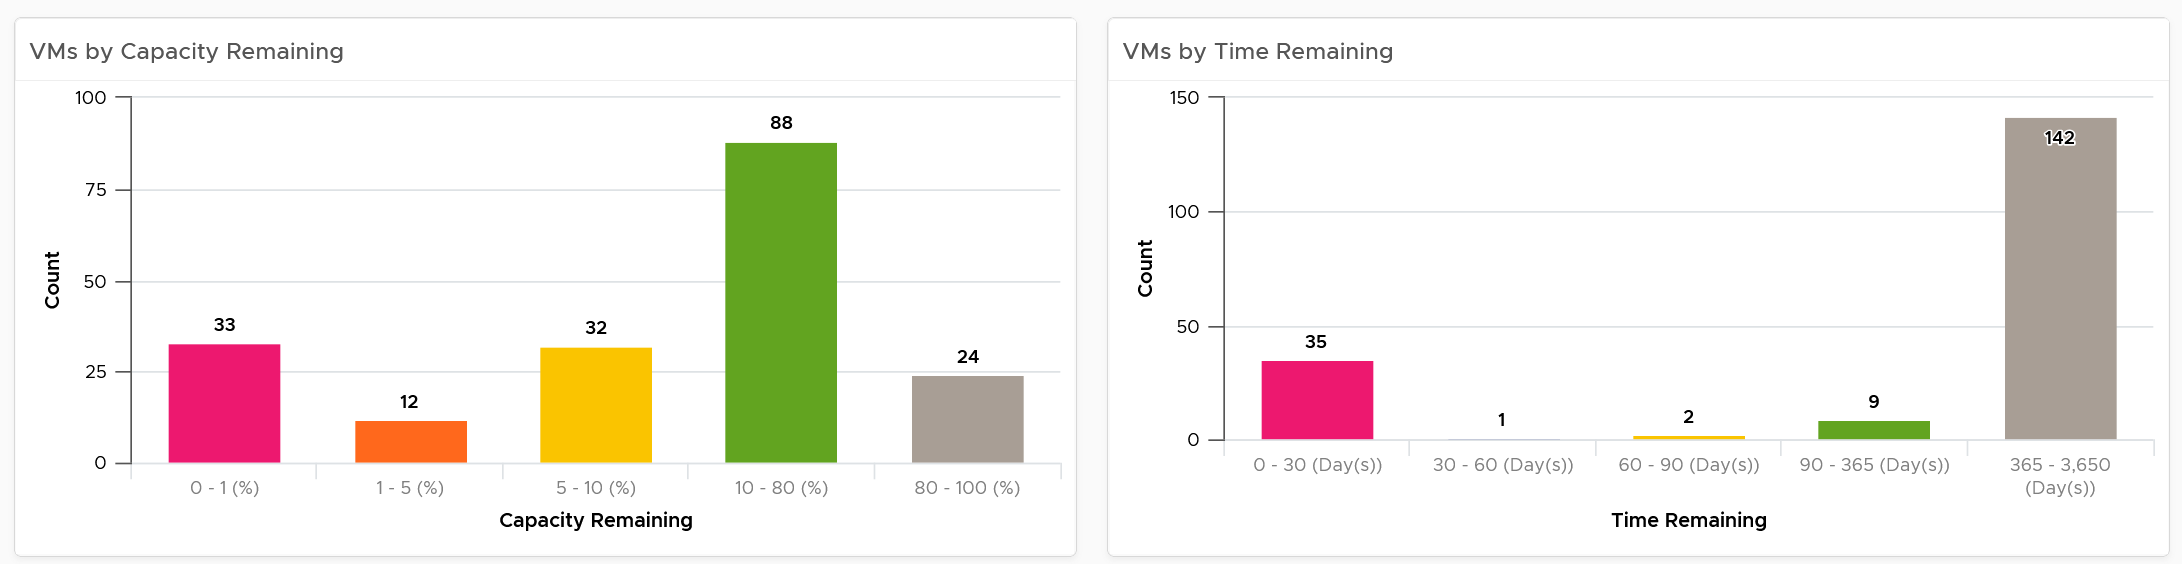 VMs by Capacity Remaining
100
75
50
25
0
Count
33
12
32
88
24
0 - 1 (%)
1 - 5 (%)
5 - 10 (%)
10 - 80 (%)
80 - 100 (%)
Capacity Remaining
VMs by Time Remaining
150
100
50
0
Count
35
1
2
9
142
0 - 30 (Day(s))
30 - 60 (Day(s))
60 - 90 (Day(s))
90 - 365 (Day(s))
365 - 3,650
(Day(s))
Time Remaining